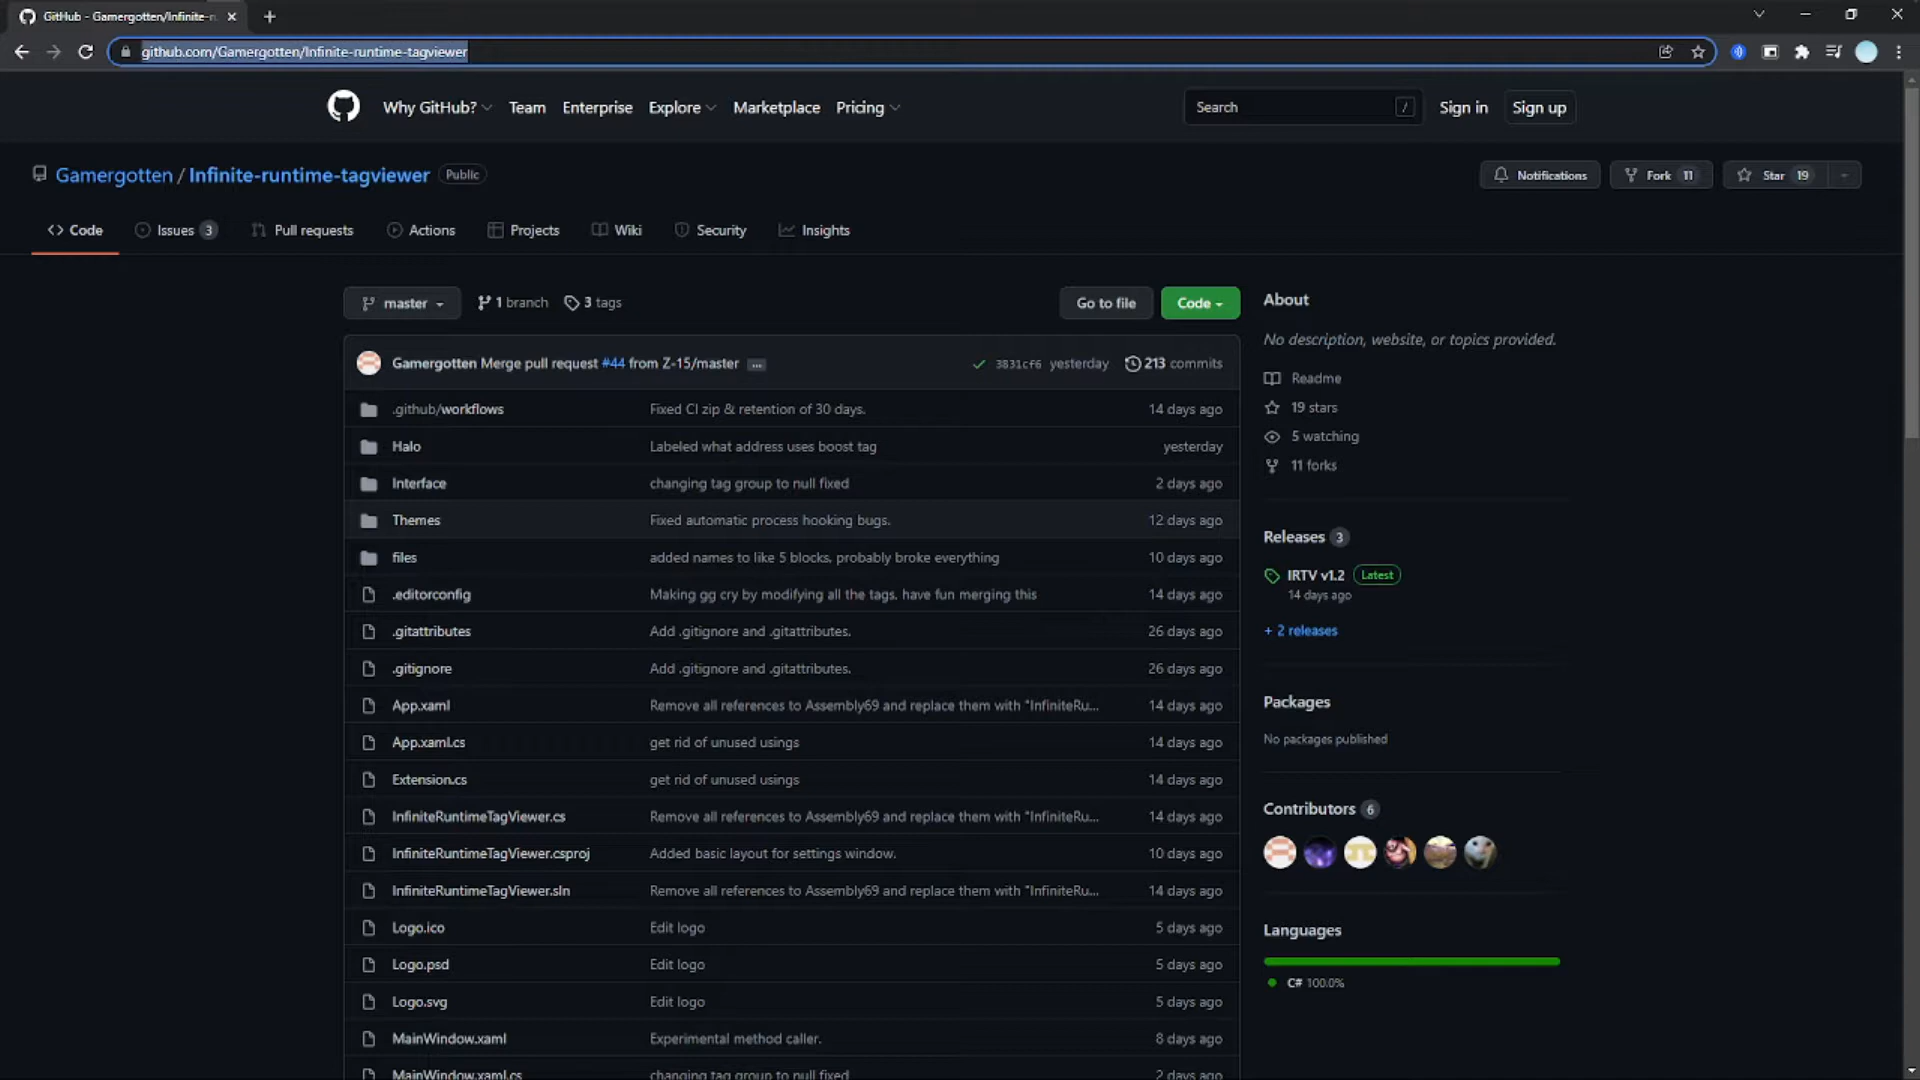 GitHub - Gamergotten/Infinite-r
github.com/Gamergotten/Infinite-runtime-tagviewer
Why GitHub? Team Enterprise Explore Marketplace Pricing Search / Sign in Sign up
Gamergotten / Infinite-runtime-tagviewer Public Notifications Fork 11 Star 19
Code Issues 3 Pull requests Actions Projects Wiki Security Insights
master 1 branch 3 tags Go to file Code
Gamergotten Merge pull request #44 from Z-15/master ... 3831cf6 yesterday 213 commits
.github/workflows Fixed CI zip & retention of 30 days. 14 days ago
Halo Labeled what address uses boost tag yesterday
Interface changing tag group to null fixed 2 days ago
Themes Fixed automatic process hooking bugs. 12 days ago
files added names to like 5 blocks, probably broke everything 10 days ago
.editorconfig Making gg cry by modifying all the tags. have fun merging this 14 days ago
.gitattributes Add .gitignore and .gitattributes. 26 days ago
.gitignore Add .gitignore and .gitattributes. 26 days ago
App.xaml Remove all references to Assembly69 and replace them with "InfiniteRu... 14 days ago
App.xaml.cs get rid of unused usings 14 days ago
Extension.cs get rid of unused usings 14 days ago
InfiniteRuntimeTagViewer.cs Remove all references to Assembly69 and replace them with "InfiniteRu... 14 days ago
InfiniteRuntimeTagViewer.csproj Added basic layout for settings window. 10 days ago
InfiniteRuntimeTagViewer.sln Remove all references to Assembly69 and replace them with "InfiniteRu... 14 days ago
Logo.ico Edit logo 5 days ago
Logo.psd Edit logo 5 days ago
Logo.svg Edit logo 5 days ago
MainWindow.xaml Experimental method caller. 8 days ago
MainWindow.xaml.cs changing tag group to null fixed 2 days ago
About
No description, website, or topics provided.
Readme
19 stars
5 watching
11 forks
Releases 3
IRTV v1.2 Latest
14 days ago
+ 2 releases
Packages
No packages published
Contributors 6
Languages
C# 100.0%